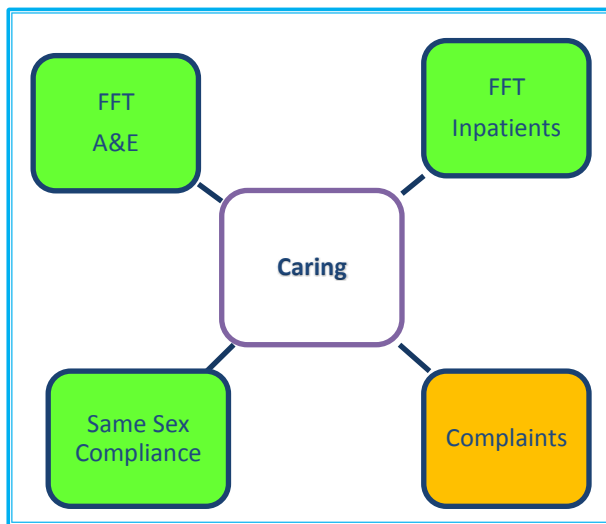 FFT
A&E
FFT
Inpatients
Caring
Same Sex
Compliance
Complaints